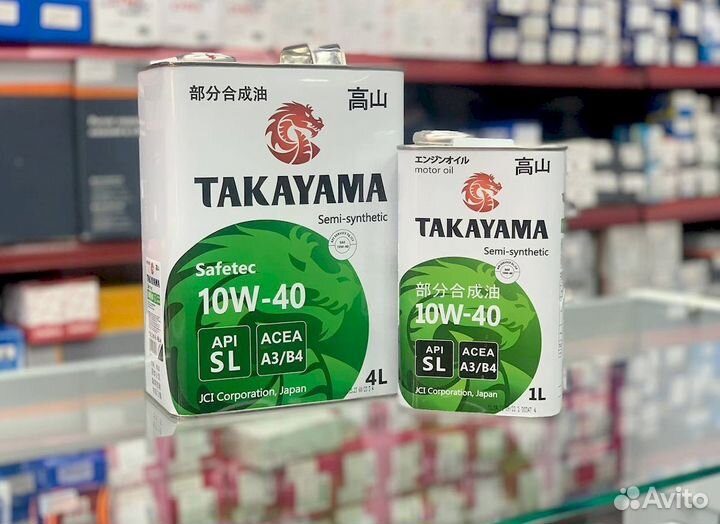 部分合成油
高山
TAKAYAMA
Semi-synthetic
Safetec
10W-40
API
SL
ACEA
A3/B4
JCI Corporation, Japan
4L
エンジンオイル
motor oil
高山
TAKAYAMA
Semi-synthetic
部分合成油
10W-40
API
SL
ACEA
A3/B4
JCI Corporation, Japan
1L
Avito